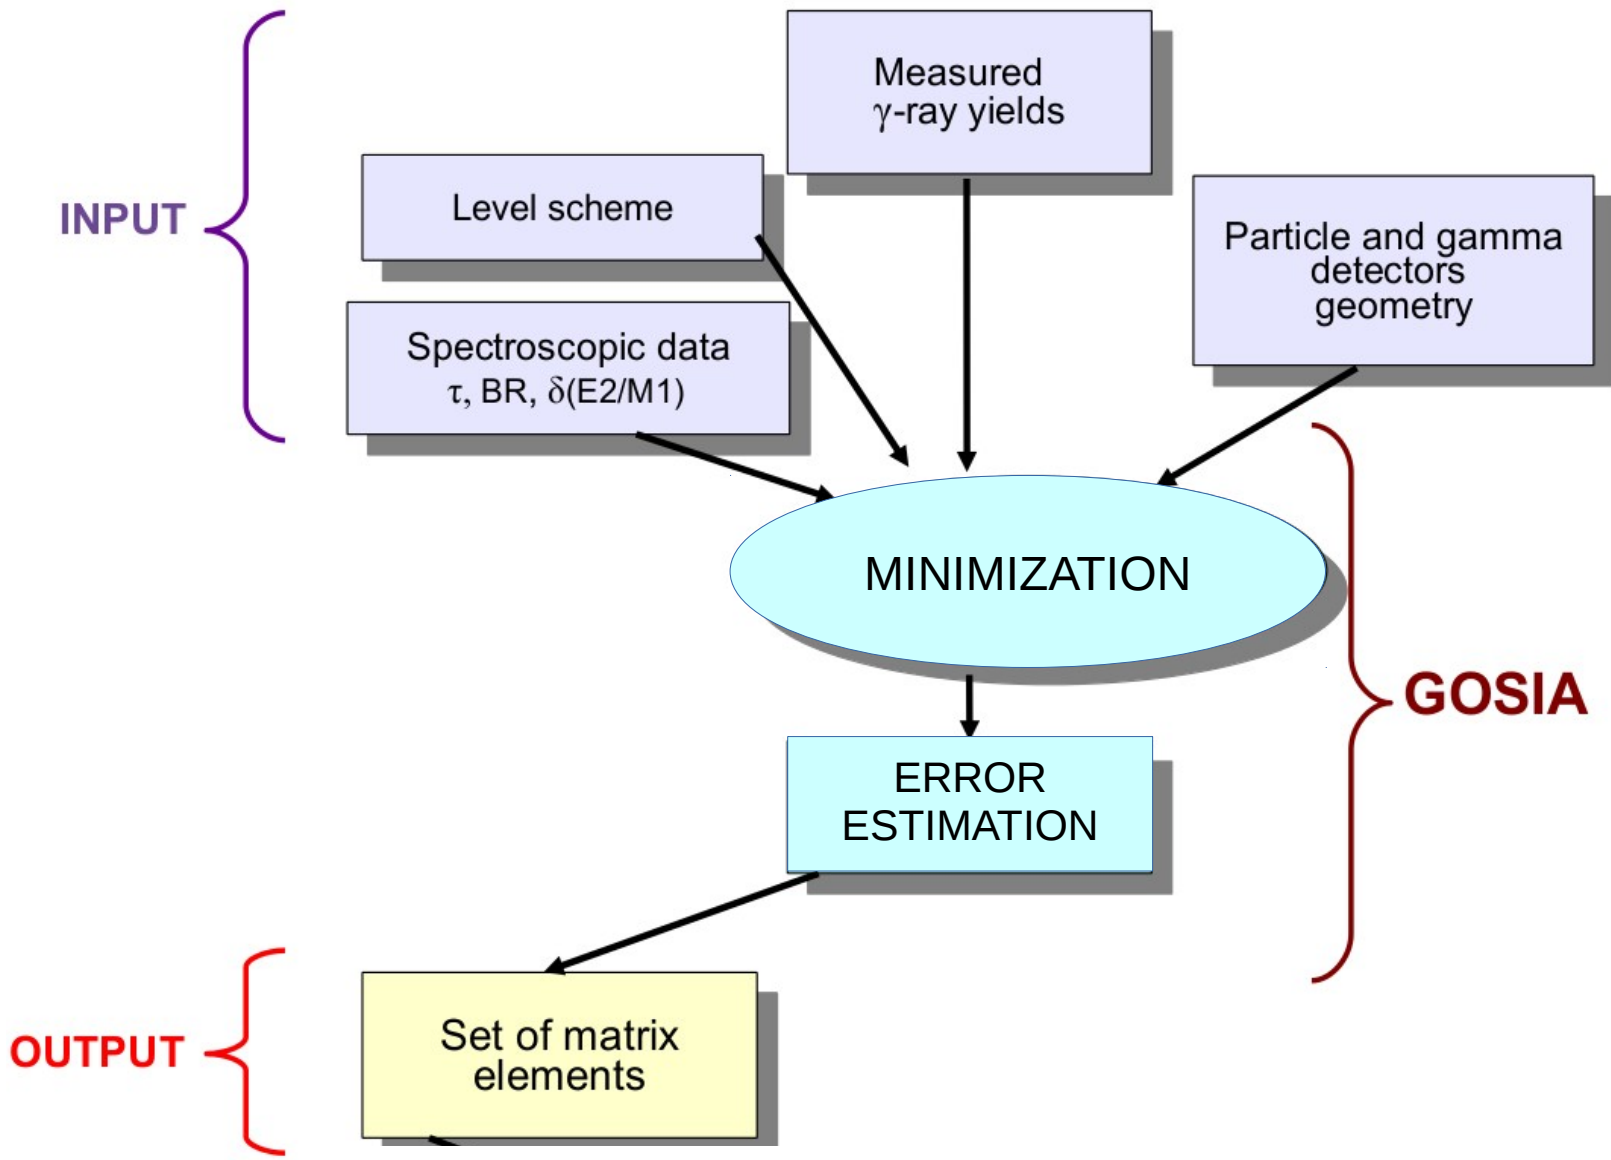 Measured
γ-ray yields
Level scheme
INPUT
Particle and gamma
detectors
geometry
Spectroscopic data
τ, BR, δ(E2/M1)
MINIMIZATION
GOSIA
ERROR
ESTIMATION
OUTPUT
Set of matrix
elements